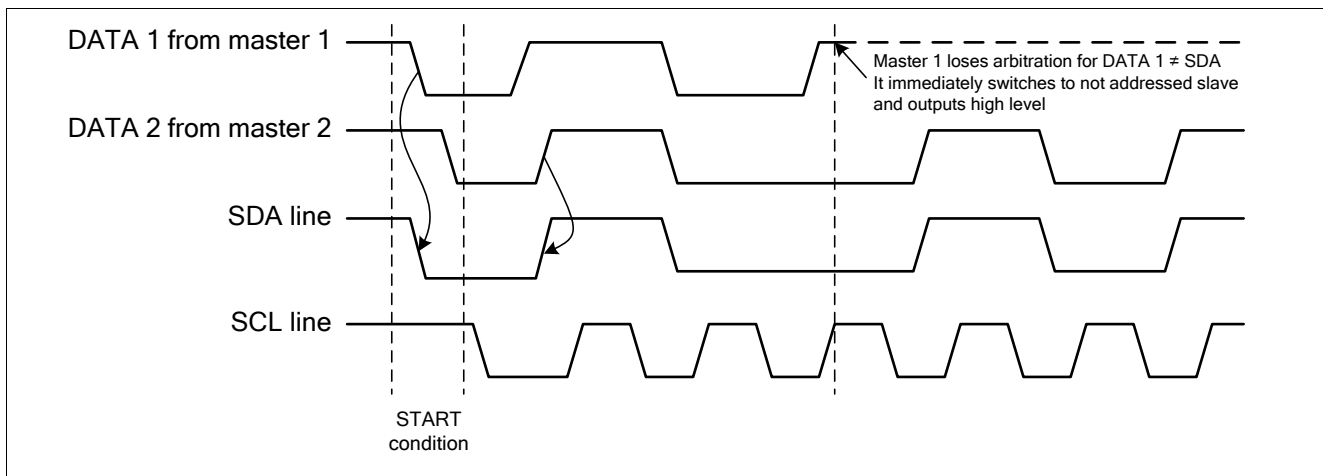 DATA 1 from master 1
Master 1 loses arbitration for DATA 1 ≠ SDA
It immediately switches to not addressed slave
and outputs high level
DATA 2 from master 2
SDA line
SCL line
START
condition